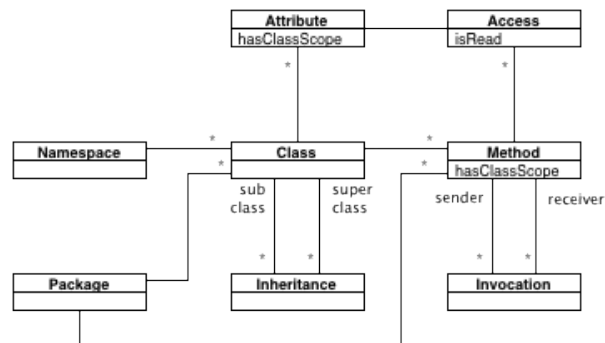 Attribute
hasClassScope
Access
isRead
*
*
Namespace
*
Class
*
Method
hasClassScope
*
*
sub
class
super
class
sender
receiver
*
*
*
*
Package
Inheritance
Invocation